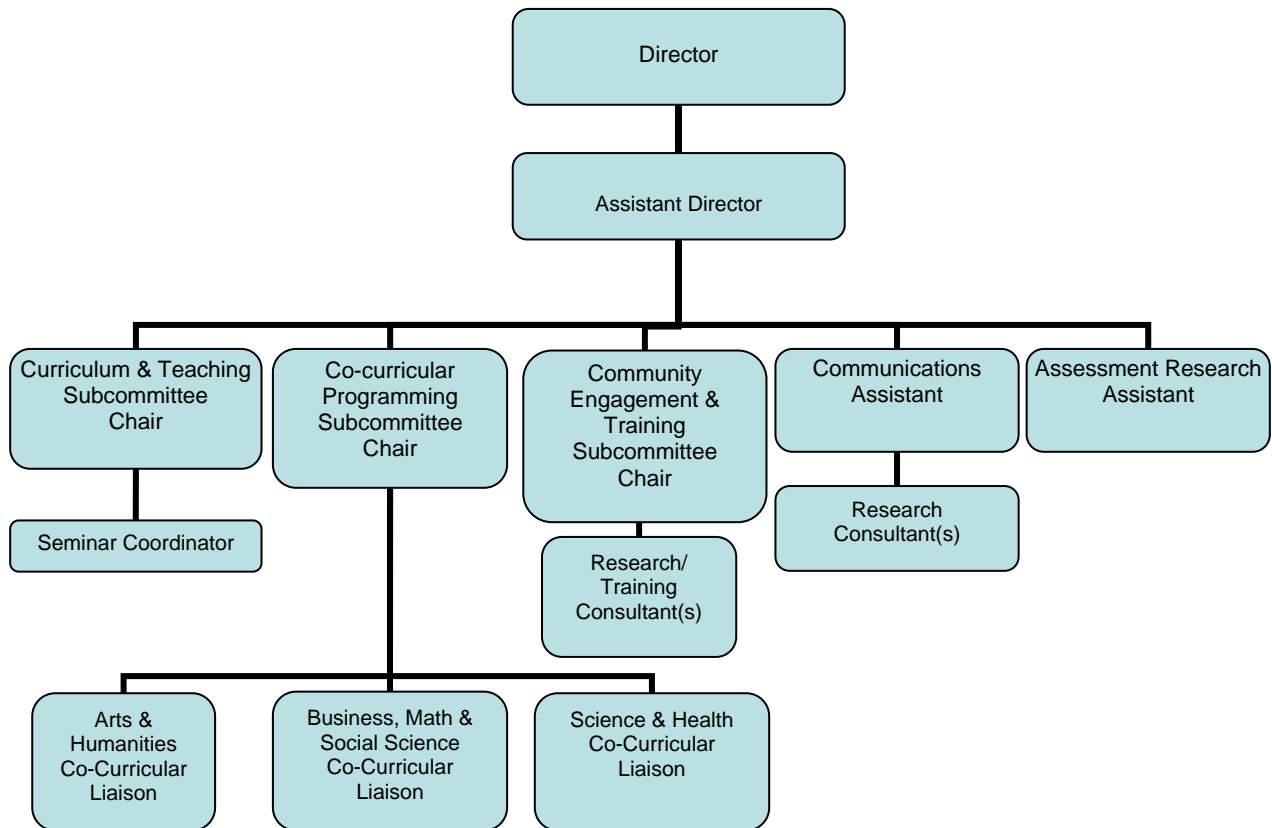 Director
Assistant Director
Curriculum & Teaching
Subcommittee
Chair
Co-curricular
Programming
Subcommittee
Chair
Community
Engagement &
Training
Subcommittee
Chair
Communications
Assistant
Assessment Research
Assistant
Seminar Coordinator
Research/
Training
Consultant(s)
Research
Consultant(s)
Arts &
Humanities
Co-Curricular
Liaison
Business, Math &
Social Science
Co-Curricular
Liaison
Science & Health
Co-Curricular
Liaison